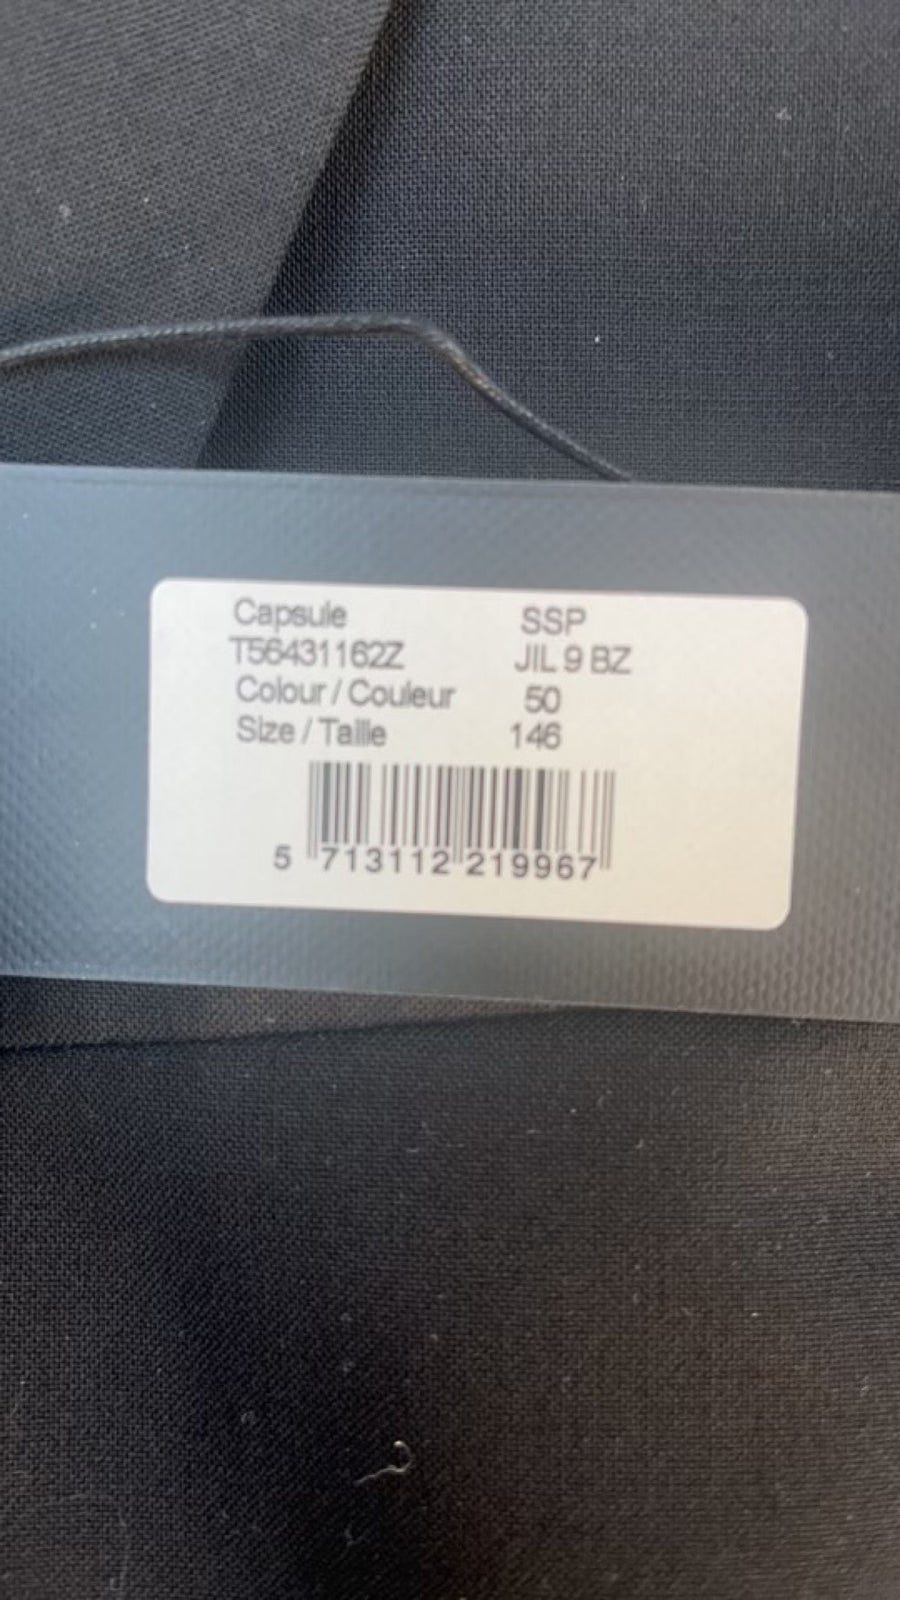 Capsule SSP
T56431162Z JIL 9 BZ
Colour / Couleur 50
Size / Taille 146
5 713112 219967